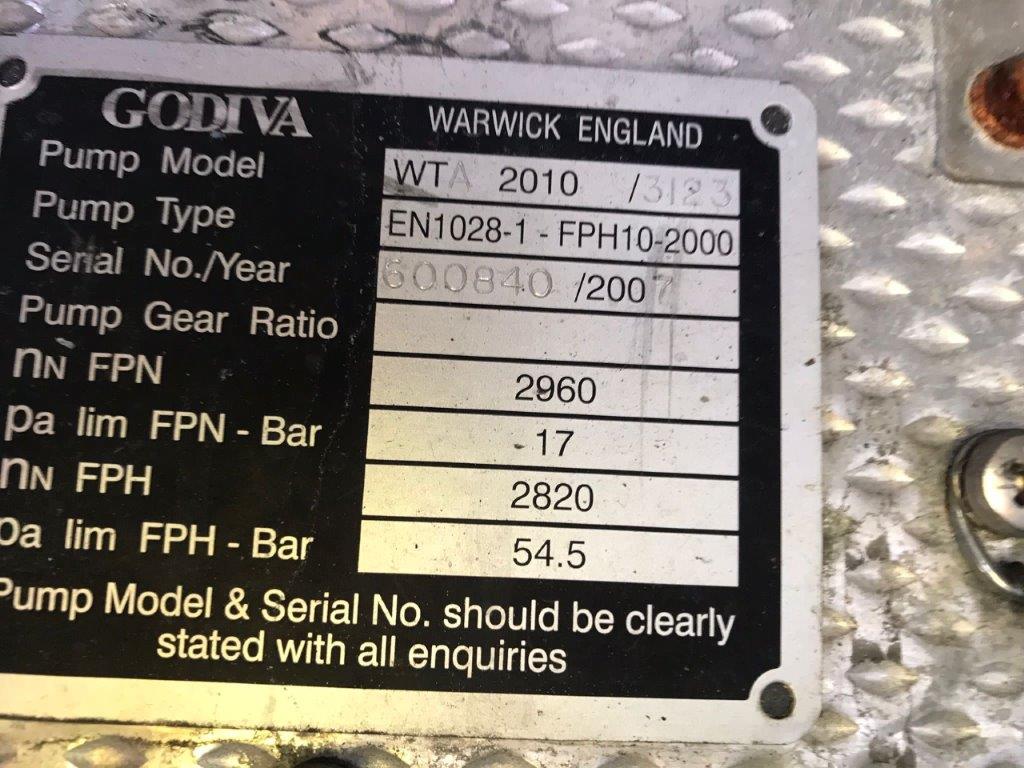 GODIVA WARWICK ENGLAND
Pump Model WTA 2010 /3123
Pump Type EN1028-1 - FPH10-2000
Serial No./Year 600840 /2007
Pump Gear Ratio
nN FPN 2960
pa lim FPN - Bar 17
nN FPH 2820
pa lim FPH - Bar 54.5
Pump Model & Serial No. should be clearly
stated with all enquiries